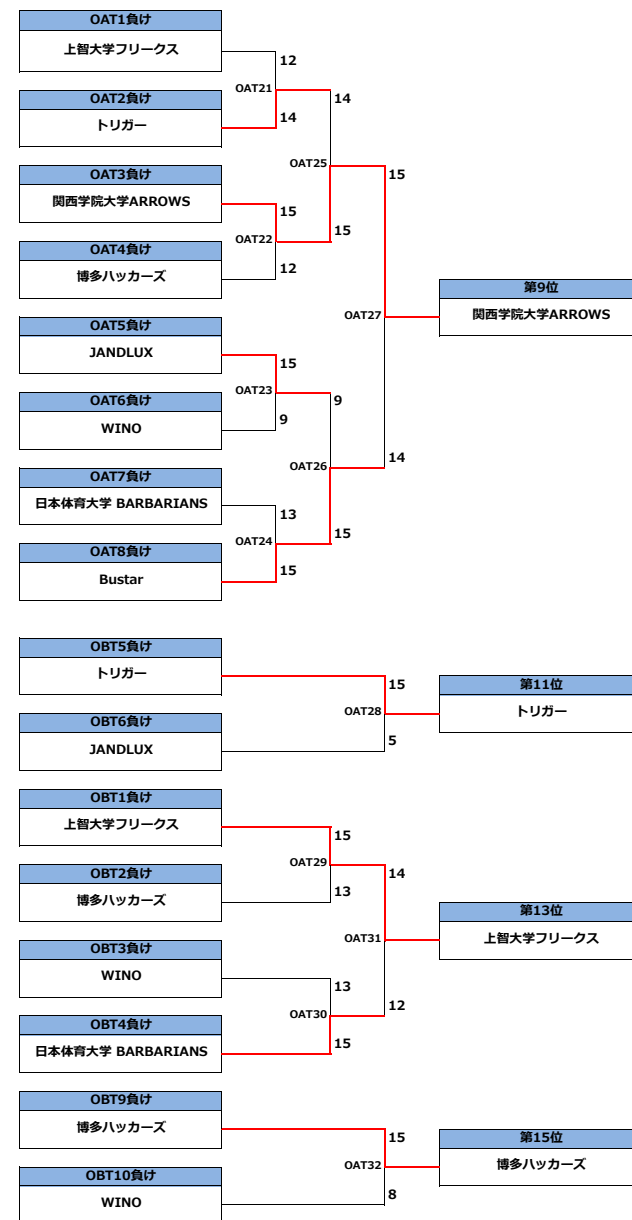 OAT1負け
上智大学フリークス
12
OAT21
14
OAT2負け
14
トリガー
OAT25
15
OAT3負け
関西学院大学ARROWS
15
15
OAT22
OAT4負け
12
博多ハッカーズ
第9位
OAT27
関西学院大学ARROWS
OAT5負け
JANDLUX
15
OAT23
9
OAT6負け
9
WINO
14
OAT26
OAT7負け
日本体育大学 BARBARIANS
13
15
OAT24
OAT8負け
15
Bustar
OBT5負け
トリガー
15
第11位
OAT28
トリガー
OBT6負け
5
JANDLUX
OBT1負け
上智大学フリークス
15
OAT29
14
OBT2負け
13
博多ハッカーズ
第13位
OAT31
上智大学フリークス
OBT3負け
WINO
13
12
OAT30
OBT4負け
15
日本体育大学 BARBARIANS
OBT9負け
博多ハッカーズ
15
第15位
OAT32
博多ハッカーズ
OBT10負け
8
WINO